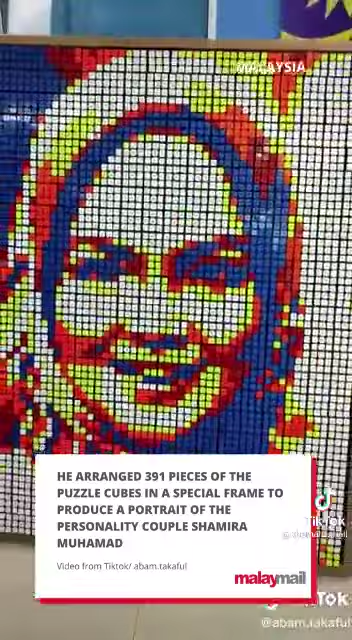 MALAYSIA
HE ARRANGED 391 PIECES OF THE
PUZZLE CUBES IN A SPECIAL FRAME TO
PRODUCE A PORTRAIT OF THE
PERSONALITY COUPLE SHAMIRA
MUHAMAD
Video from Tiktok/ abam.takaful
malaymail
TikTok
TikTok
@abam.takaful